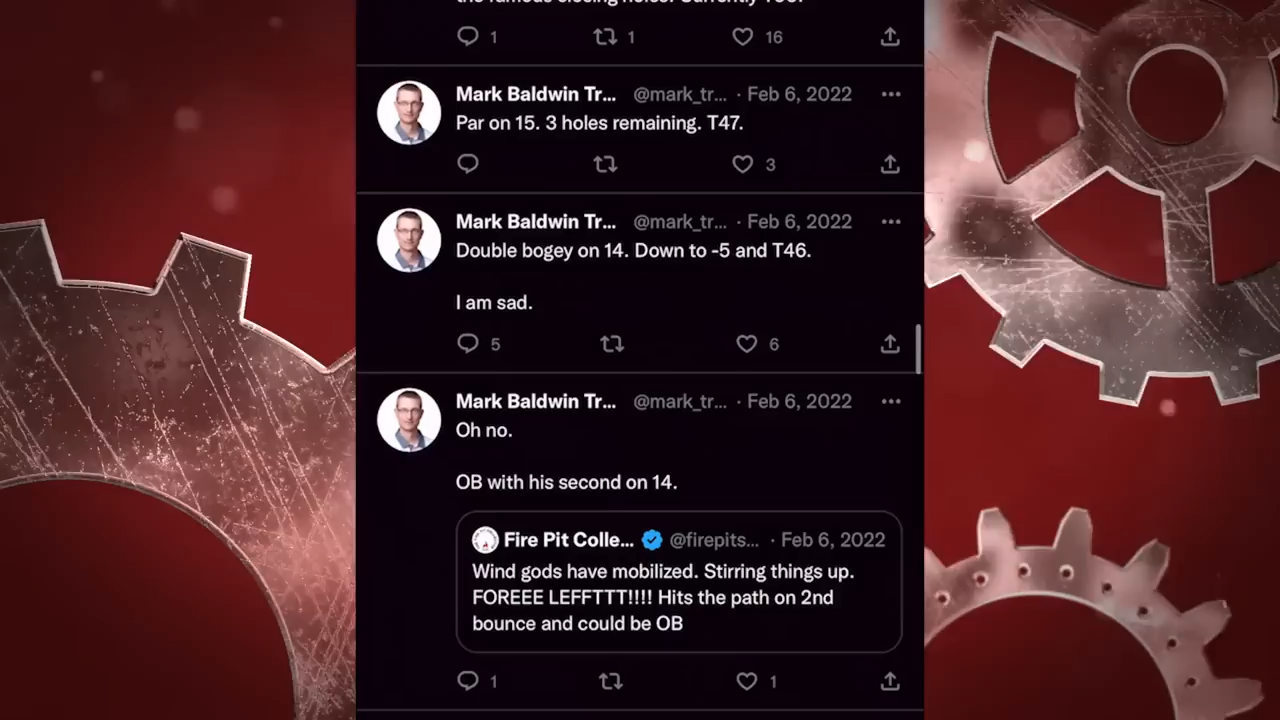 1 1 16
Mark Baldwin Tr... @mark_tr... · Feb 6, 2022
Par on 15. 3 holes remaining. T47.
3
Mark Baldwin Tr... @mark_tr... · Feb 6, 2022
Double bogey on 14. Down to -5 and T46.
I am sad.
5 6
Mark Baldwin Tr... @mark_tr... · Feb 6, 2022
Oh no.
OB with his second on 14.
Fire Pit Colle... @firepits... · Feb 6, 2022
Wind gods have mobilized. Stirring things up.
FOREEE LEFFTTT!!!! Hits the path on 2nd
bounce and could be OB
1 1